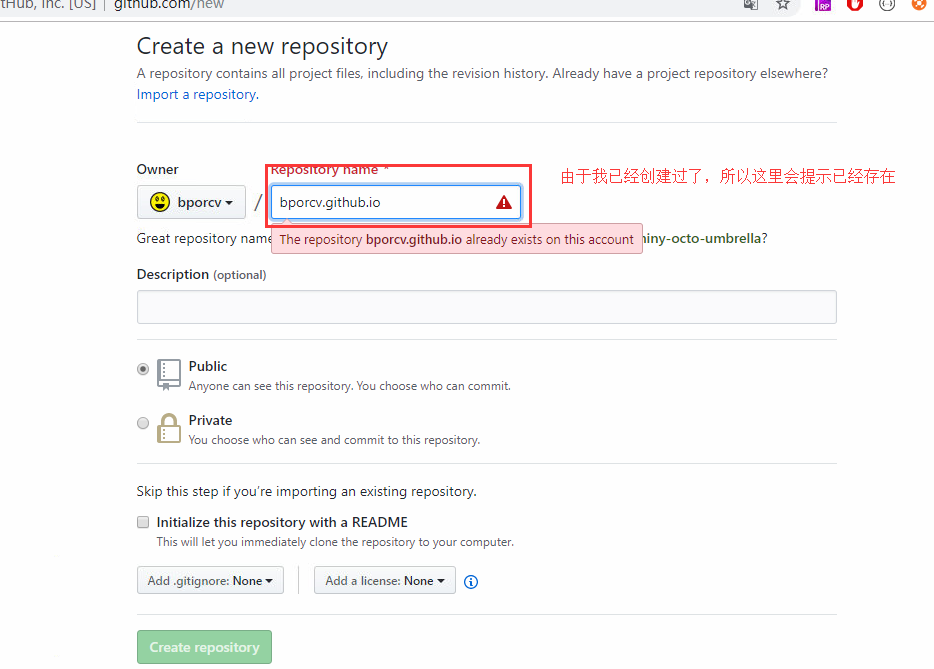 tHub, Inc. [US] | github.com/new
RP
Create a new repository
A repository contains all project files, including the revision history. Already have a project repository elsewhere?
Import a repository.
Owner
Repository name *
由于我已经创建过了，所以这里会提示已经存在
bporcv
/
bporcv.github.io
Great repository name
The repository bporcv.github.io already exists on this account
hiny-octo-umbrella?
Description (optional)
Public
Anyone can see this repository. You choose who can commit.
Private
You choose who can see and commit to this repository.
Skip this step if you’re importing an existing repository.
Initialize this repository with a README
This will let you immediately clone the repository to your computer.
Add .gitignore: None
Add a license: None
Create repository